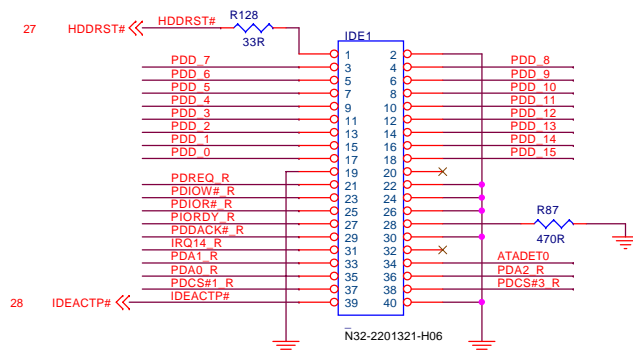 R128
27 HDDRST# HDDRST# 33R
IDE1
1 2
PDD_7 3 4 PDD_8
PDD_6 5 6 PDD_9
PDD_5 7 8 PDD_10
PDD_4 9 10 PDD_11
PDD_3 11 12 PDD_12
PDD_2 13 14 PDD_13
PDD_1 15 16 PDD_14
PDD_0 17 18 PDD_15
19 20
PDREQ_R 21 22
PDIOW#_R 23 24
PDIOR#_R 25 26
R87
PIORDY_R 27 28
470R
PDDACK#_R 29 30
IRQ14_R 31 32
PDA1_R 33 34 ATADET0
PDA0_R 35 36 PDA2_R
PDCS#1_R 37 38 PDCS#3_R
28 IDEACTP# IDEACTP# 39 40
N32-2201321-H06